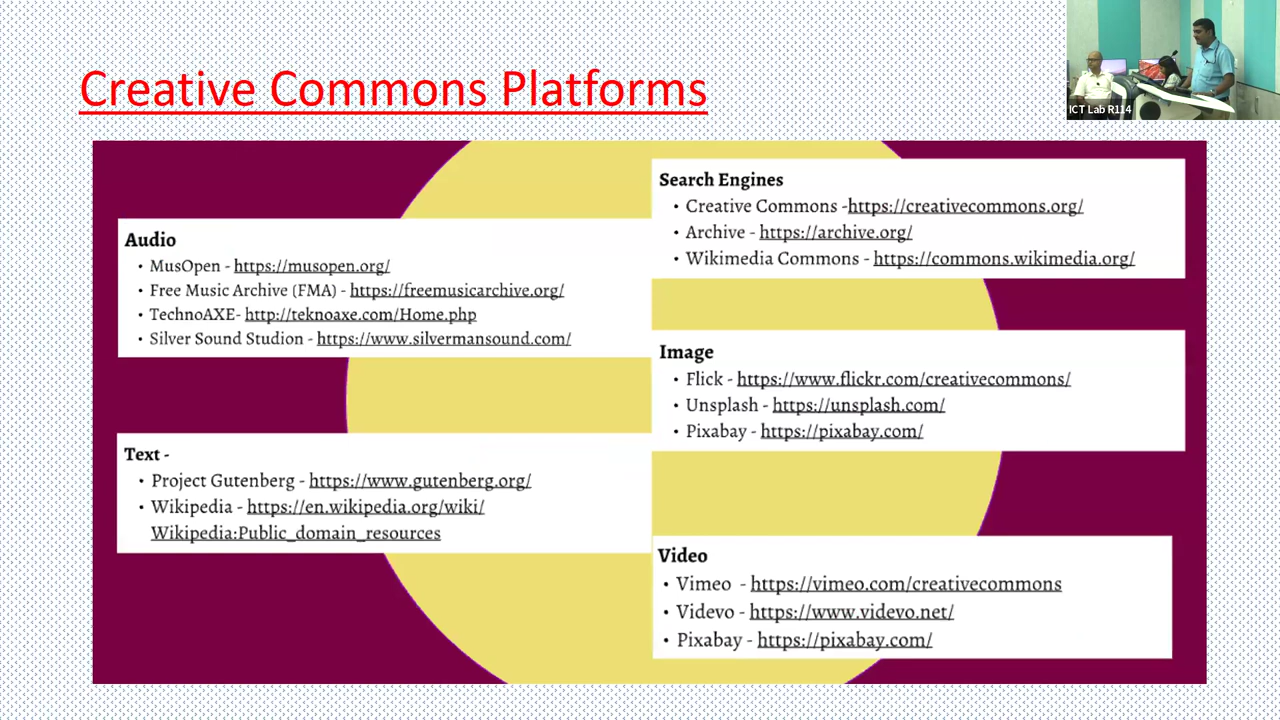 Creative Commons Platforms
ICT Lab R114
Audio
• MusOpen - https://musopen.org/
• Free Music Archive (FMA) - https://freemusicarchive.org/
• TechnoAXE- http://teknoaxe.com/Home.php
• Silver Sound Studion - https://www.silvermansound.com/
Text -
• Project Gutenberg - https://www.gutenberg.org/
• Wikipedia - https://en.wikipedia.org/wiki/
Wikipedia:Public_domain_resources
Search Engines
• Creative Commons -https://creativecommons.org/
• Archive - https://archive.org/
• Wikimedia Commons - https://commons.wikimedia.org/
Image
• Flick - https://www.flickr.com/creativecommons/
• Unsplash - https://unsplash.com/
• Pixabay - https://pixabay.com/
Video
• Vimeo - https://vimeo.com/creativecommons
• Videvo - https://www.videvo.net/
• Pixabay - https://pixabay.com/